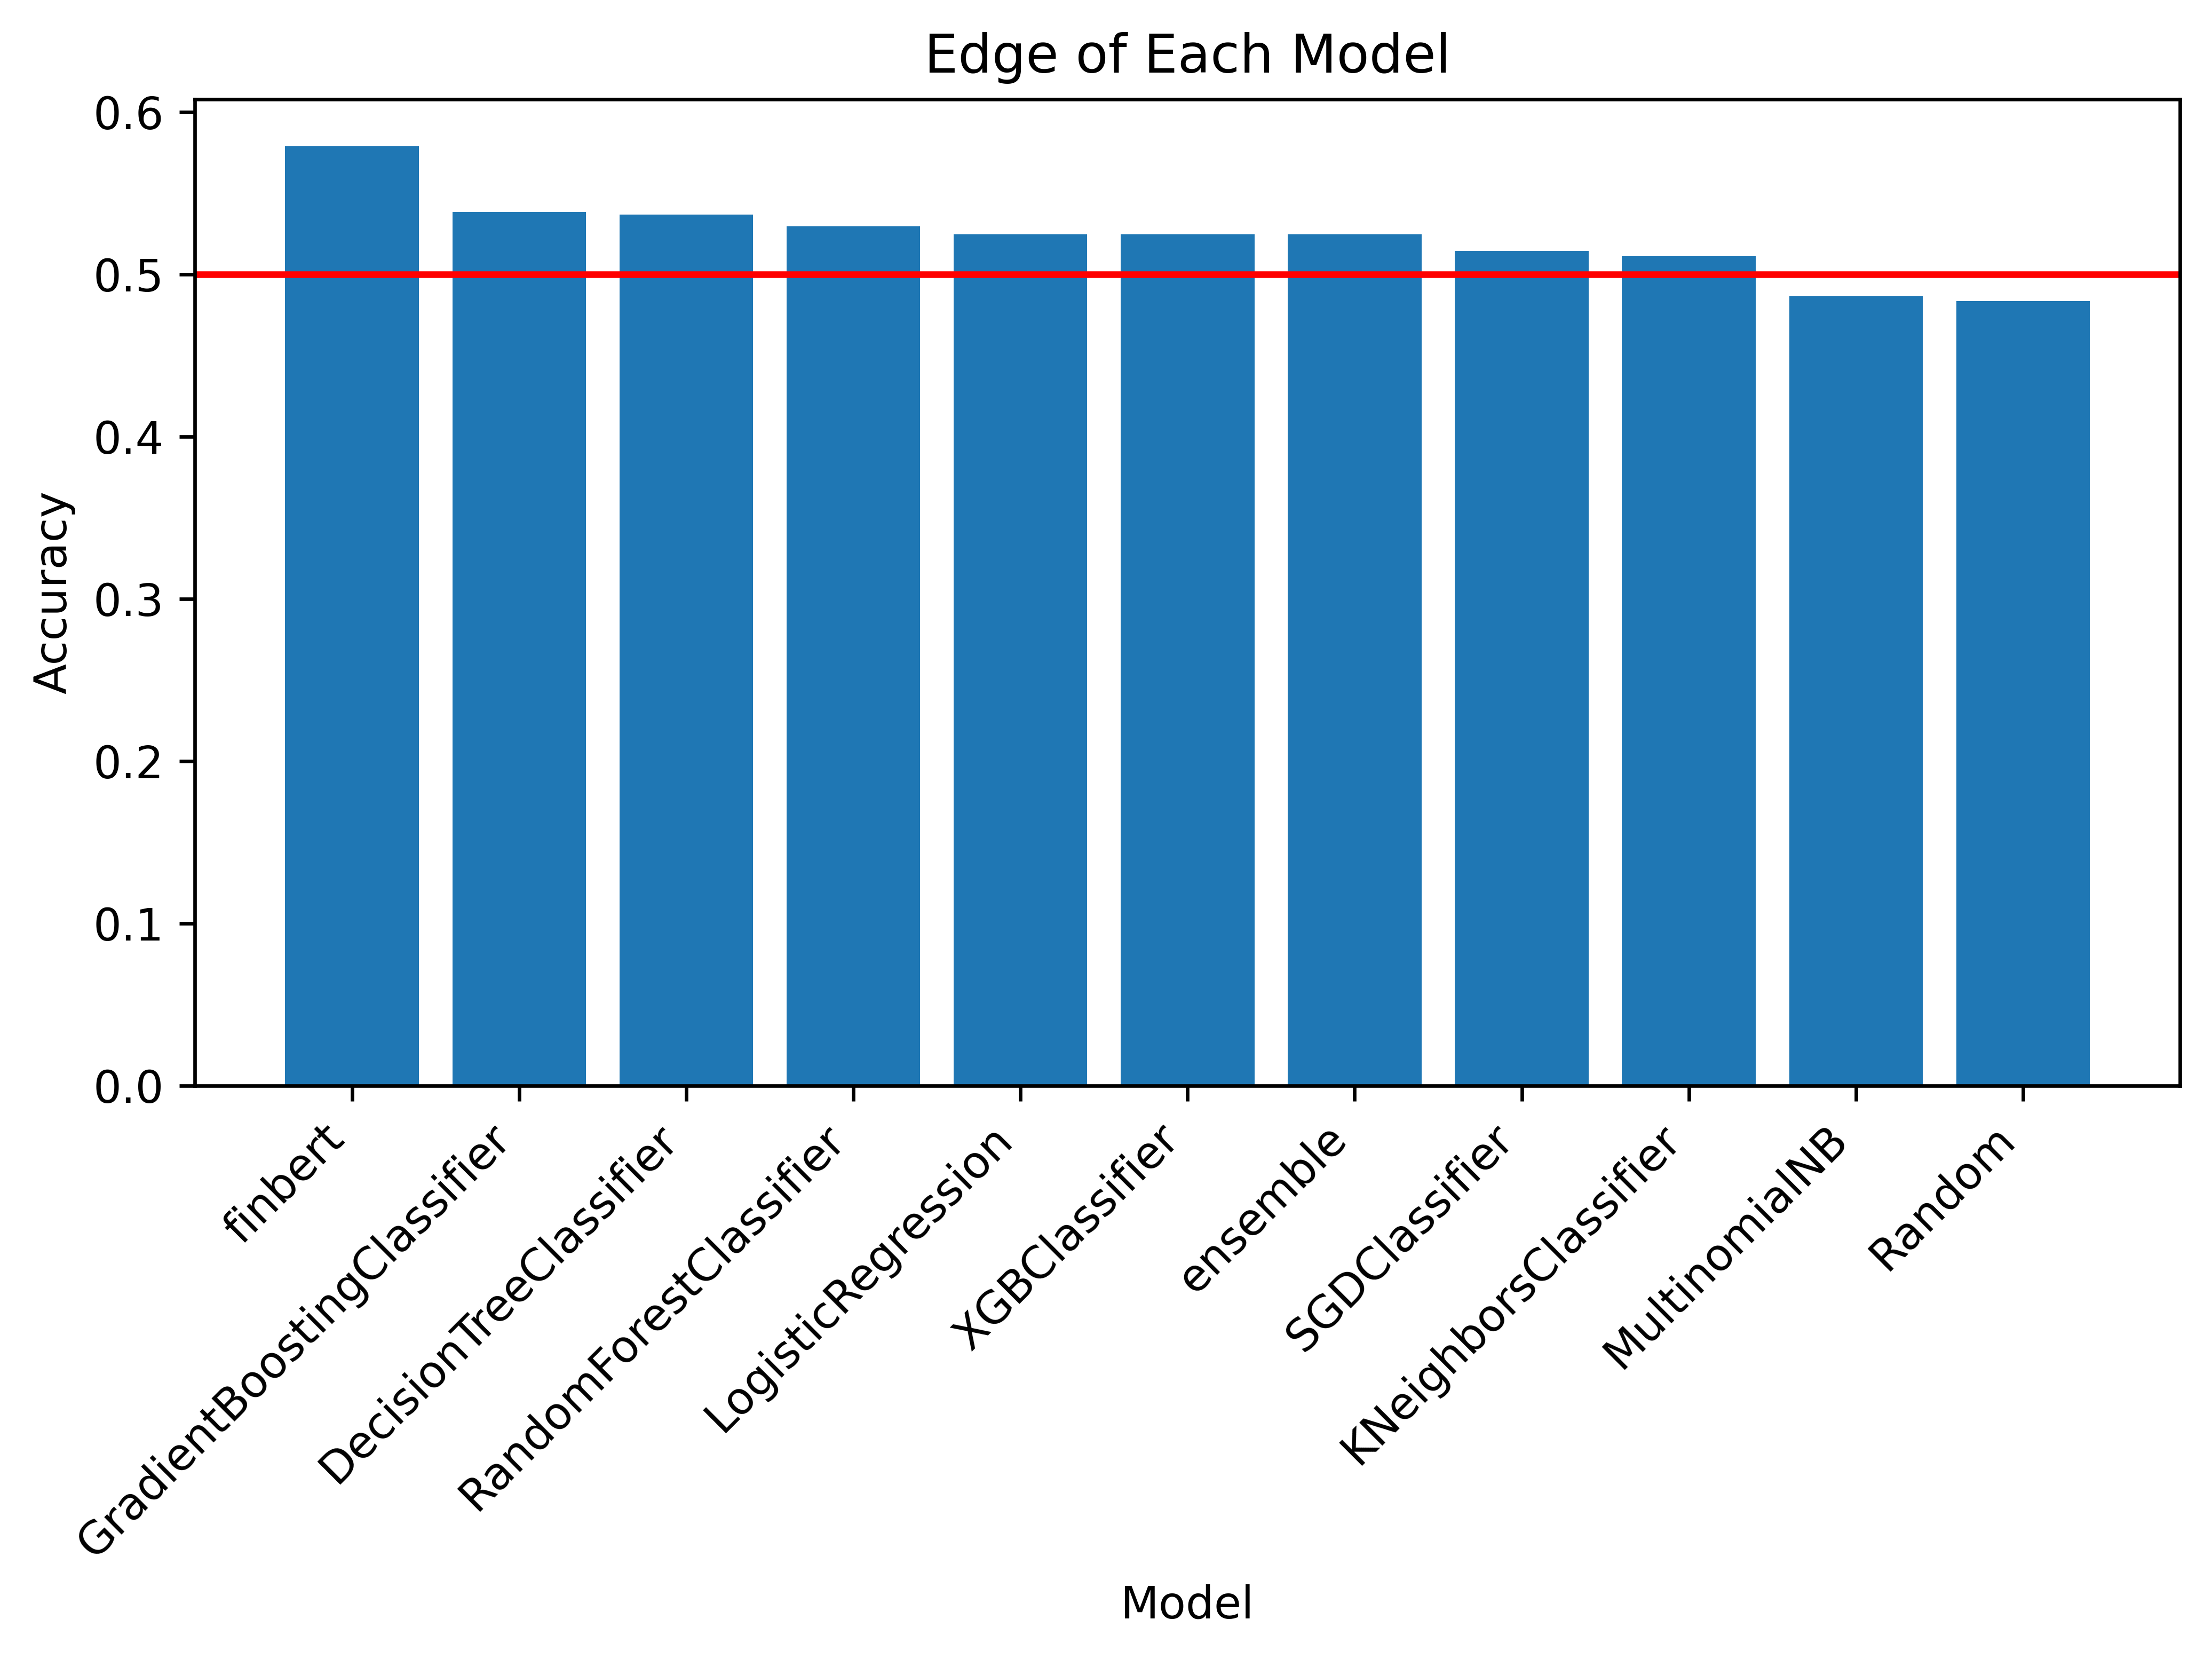 Edge of Each Model
0.6
0.5
0.4
0.3
0.2
0.1
0.0
Accuracy
finbert
GradientBoostingClassifier
DecisionTreeClassifier
RandomForestClassifier
LogisticRegression
XGBClassifier
ensemble
SGDClassifier
KNeighborsClassifier
MultinomialNB
Random
Model